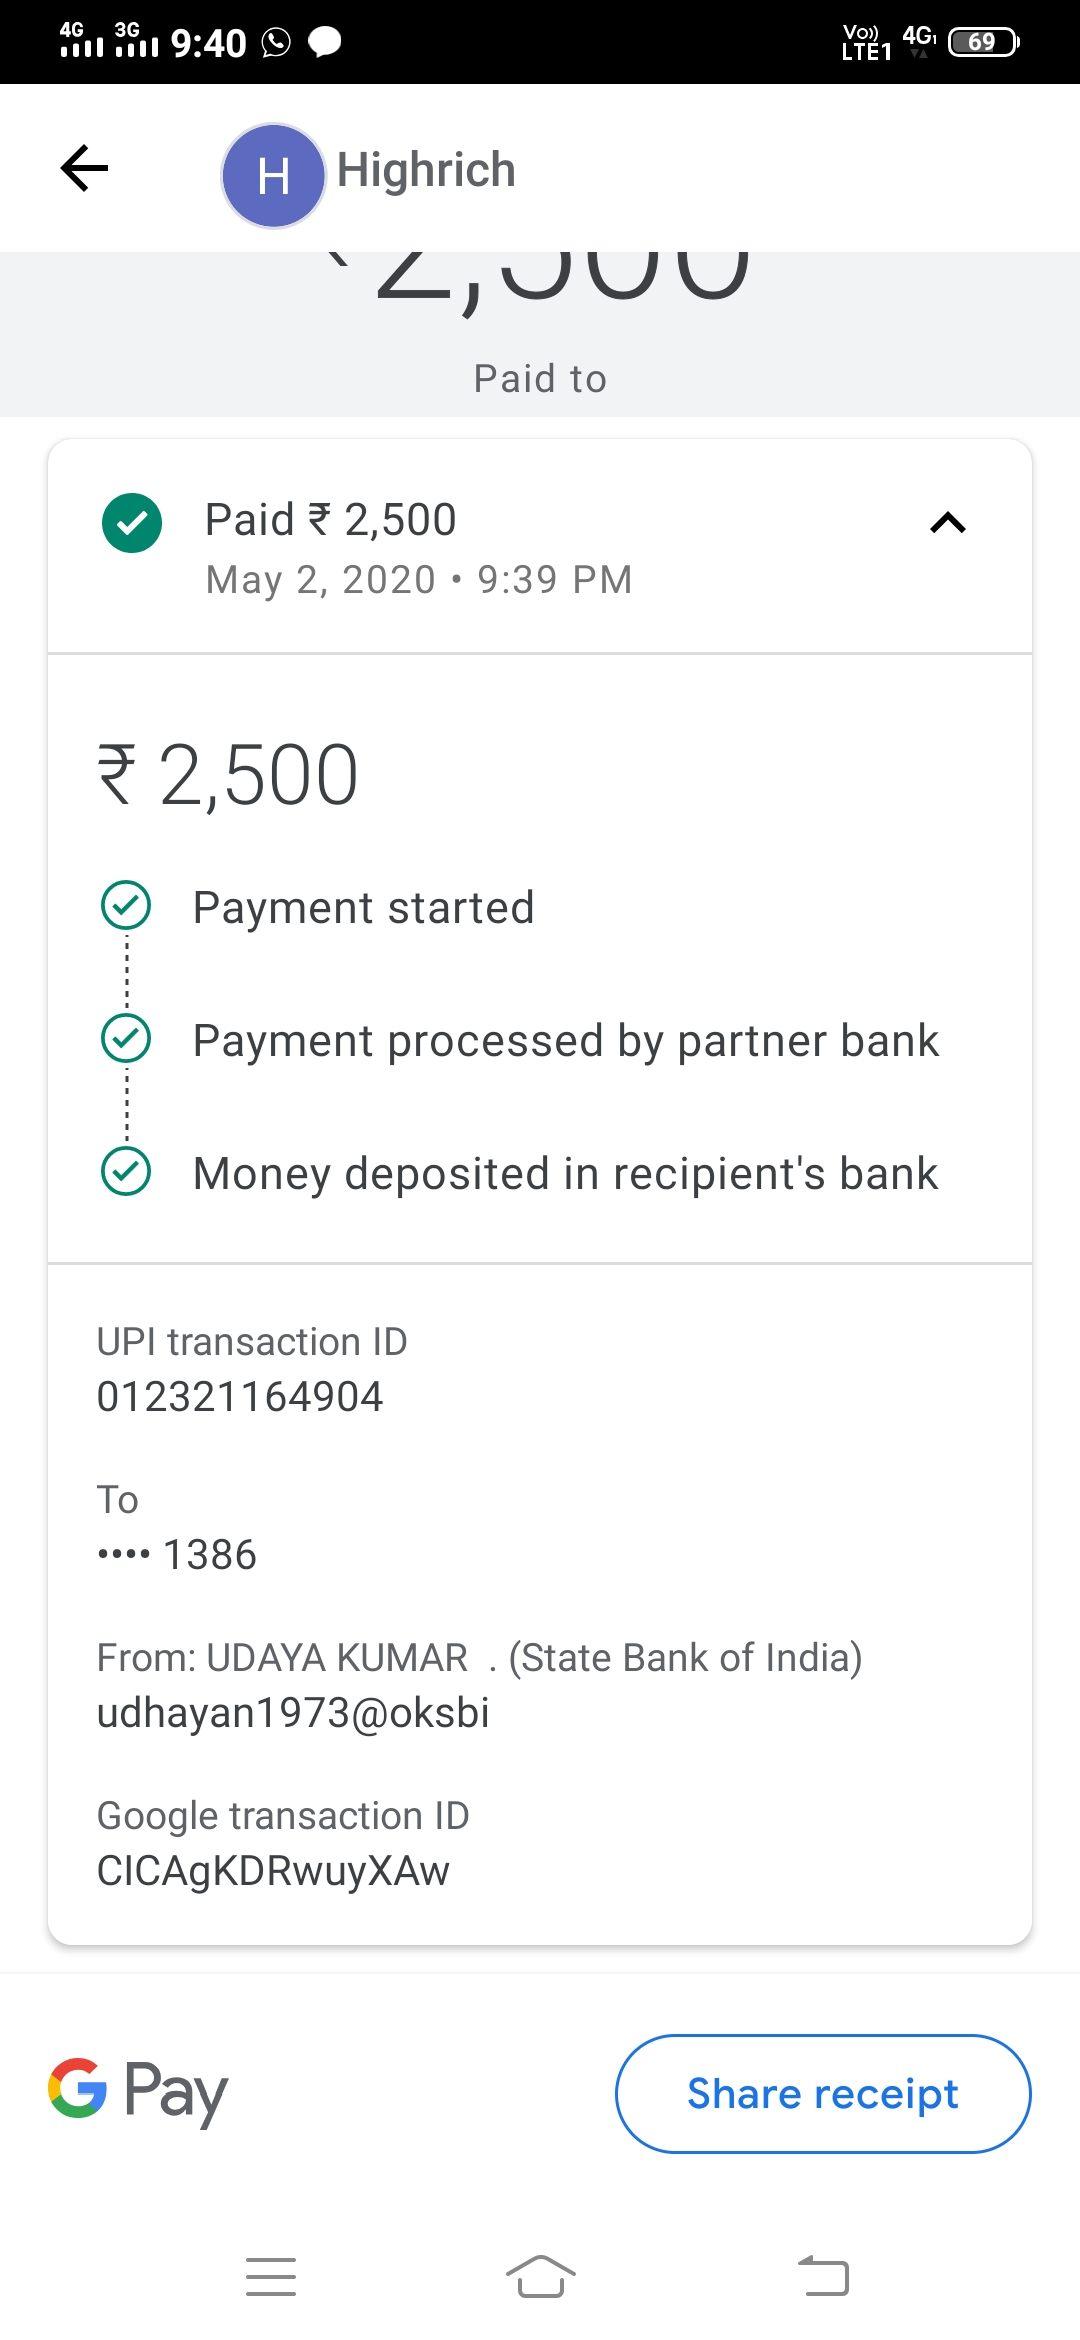 4G 3G 9:40 Vo)) LTE1 4G1 69
H Highrich
₹2,500
Paid to
Paid ₹ 2,500
May 2, 2020 • 9:39 PM
₹ 2,500
Payment started
Payment processed by partner bank
Money deposited in recipient's bank
UPI transaction ID
012321164904
To
•••• 1386
From: UDAYA KUMAR . (State Bank of India)
udhayan1973@oksbi
Google transaction ID
CICAgKDRwuyXAw
G Pay
Share receipt